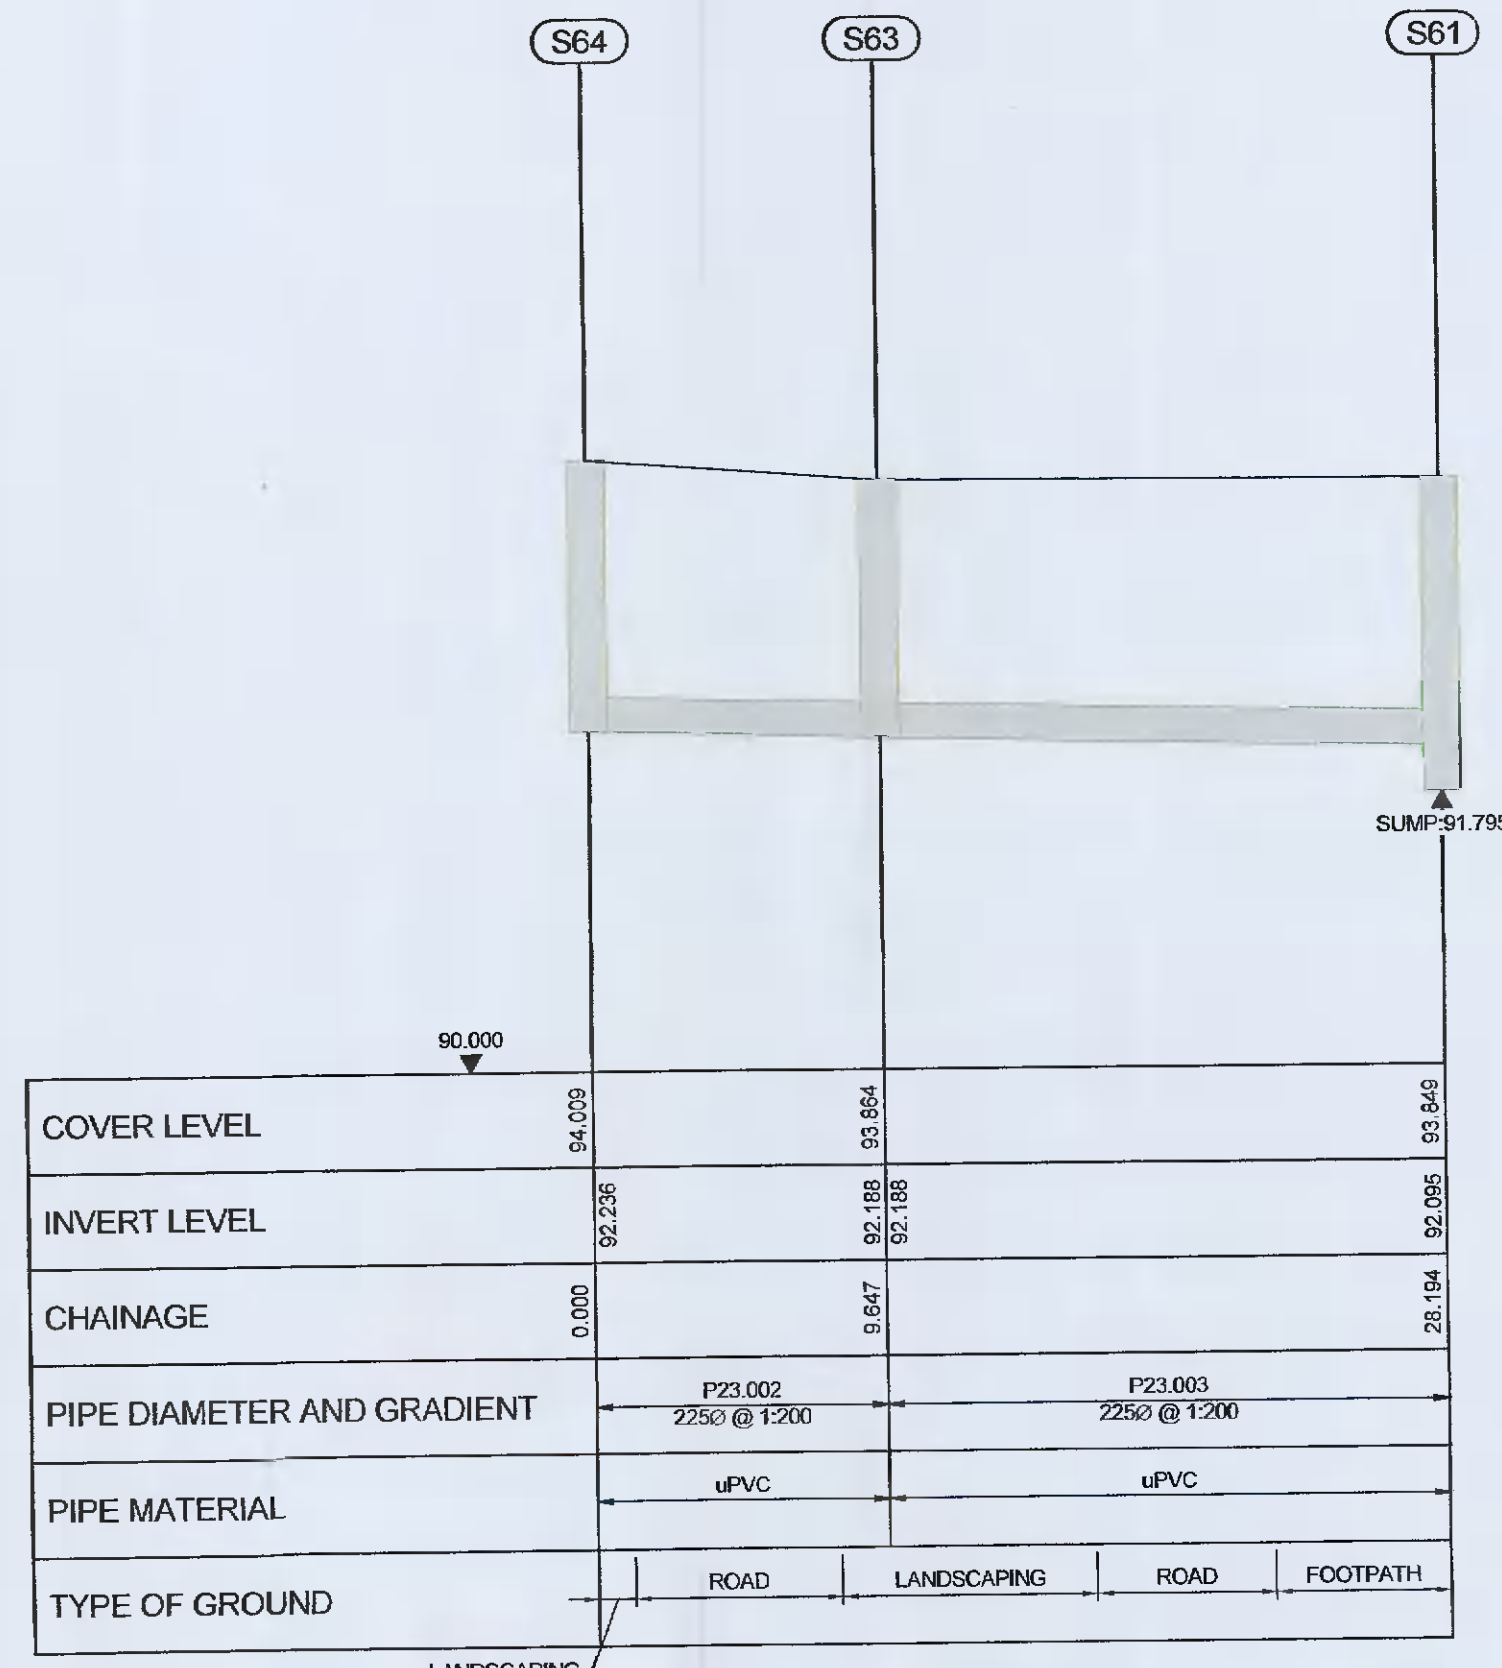 S64 S63 S61
SUMP:91.795
90.000
COVER LEVEL 94.009 93.864 93.849
INVERT LEVEL 92.236 92.188 92.188 92.095
CHAINAGE 0.000 9.647 28.194
PIPE DIAMETER AND GRADIENT P23.002 P23.003
225Ø @ 1:200 225Ø @ 1:200
PIPE MATERIAL uPVC uPVC
TYPE OF GROUND ROAD LANDSCAPING ROAD FOOTPATH
LANDSCAPING